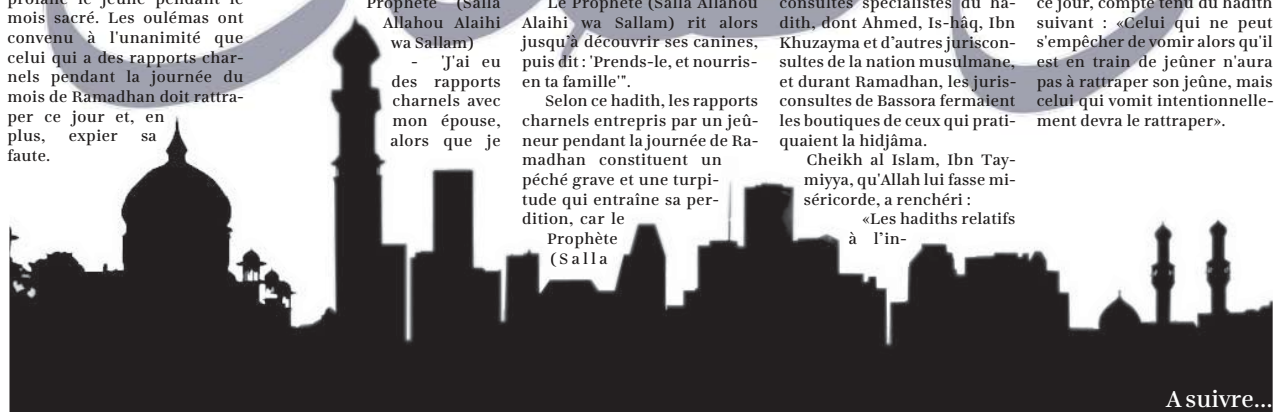 profane le jeûne pendant le
mois sacré. Les oulémas ont
convenu à l'unanimité que
celui qui a des rapports char-
nels pendant la journée du
mois de Ramadhan doit rattra-
per ce jour et, en
plus, expier sa
faute.
Prophète (Salla
Allahou Alaihi
wa Sallam)
- 'J'ai eu
des rapports
charnels avec
mon épouse,
alors que je
Le Prophète (Salla Allahou
Alaihi wa Sallam) rit alors
jusqu'à découvrir ses canines,
puis dit : 'Prends-le, et nourris-
en ta famille'".
Selon ce hadith, les rapports
charnels entrepris par un jeû-
neur pendant la journée de Ra-
madhan constituent un
péché grave et une turpi-
tude qui entraîne sa per-
dition, car le
Prophète
(Salla
consultes spécialistes du ha-
dith, dont Ahmed, Is-hâq, Ibn
Khuzayma et d'autres juriscon-
sultes de la nation musulmane,
et durant Ramadhan, les juris-
consultes de Bassora fermaient
les boutiques de ceux qui prati-
quaient la hidjâma.
Cheikh al Islam, Ibn Tay-
miyya, qu'Allah lui fasse mi-
séricorde, a renchéri :
«Les hadiths relatifs
à l'in-
ce jour, compte tenu du hadith
suivant : «Celui qui ne peut
s'empêcher de vomir alors qu'il
est en train de jeûner n'aura
pas à rattraper son jeûne, mais
celui qui vomit intentionnelle-
ment devra le rattraper».
A suivre...